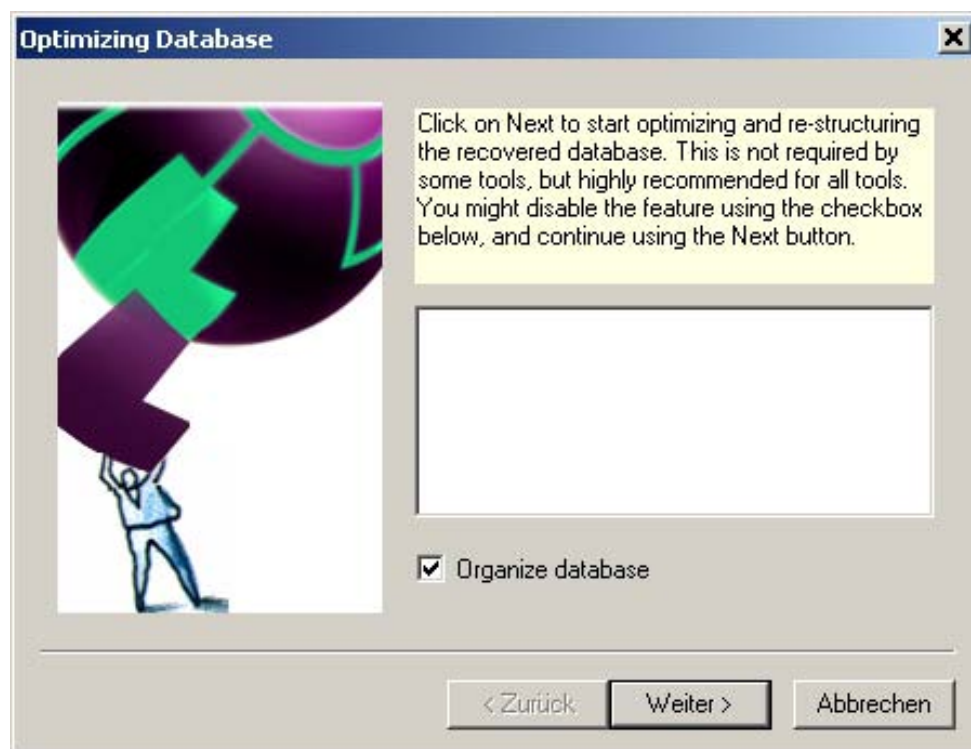 Optimizing Database
Click on Next to start optimizing and re-structuring
the recovered database. This is not required by
some tools, but highly recommended for all tools.
You might disable the feature using the checkbox
below, and continue using the Next button.
Organize database
< Zurück
Weiter >
Abbrechen